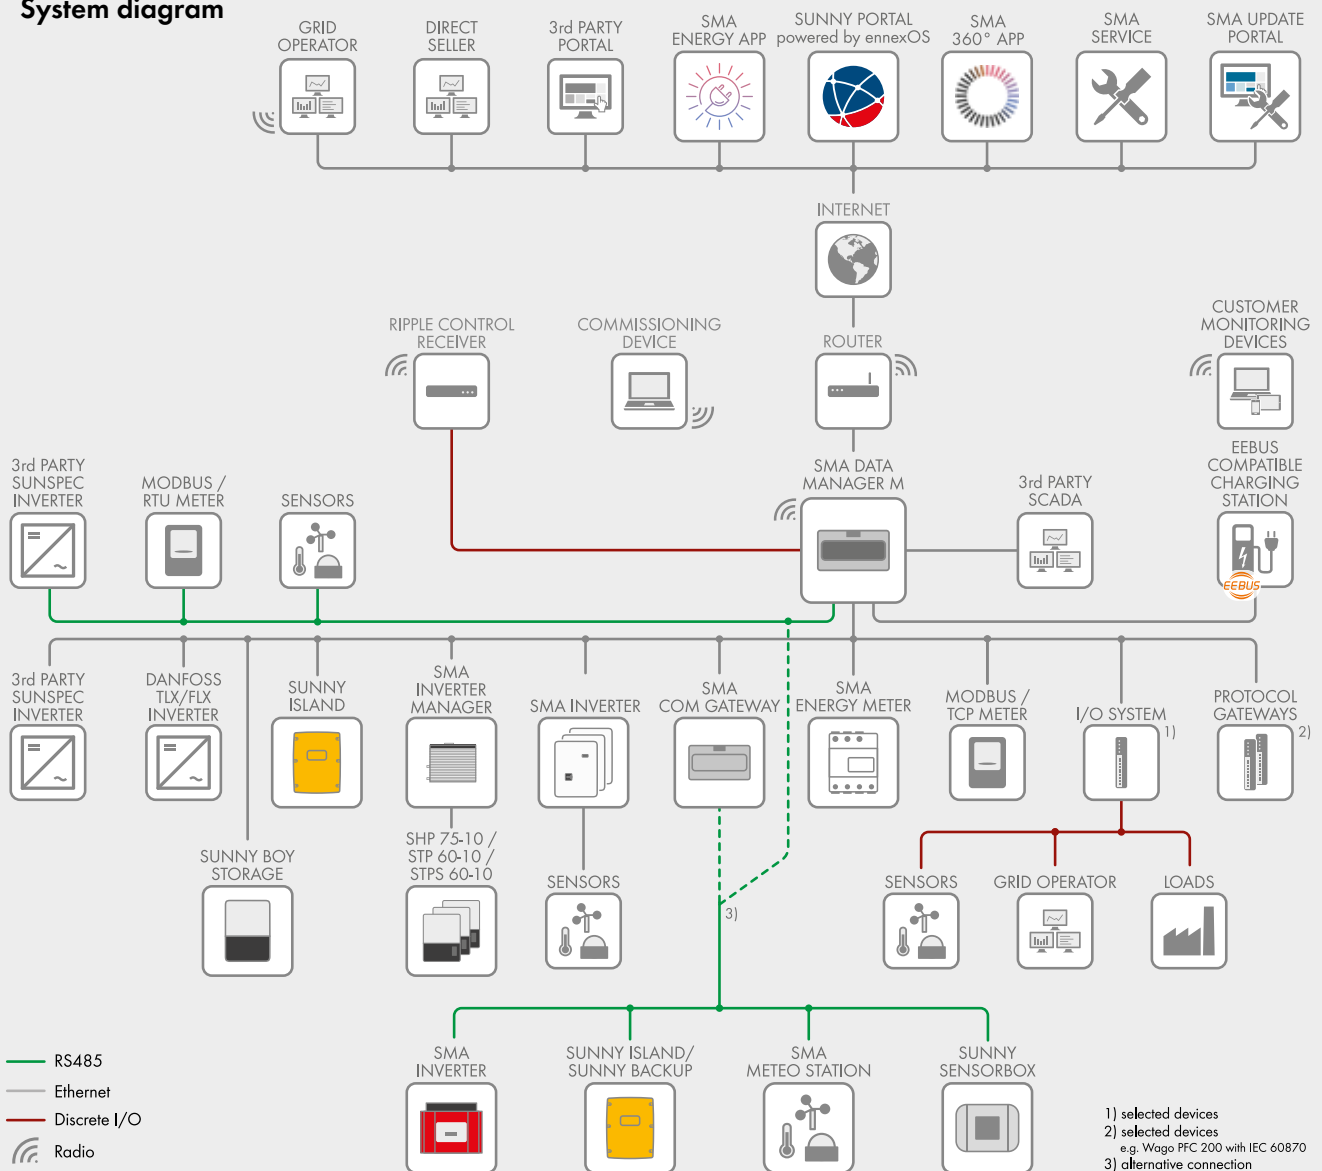 System diagram
GRID
OPERATOR
DIRECT
SELLER
3rd PARTY
PORTAL
SMA
ENERGY APP
SUNNY PORTAL
powered by ennexOS
SMA
360° APP
SMA
SERVICE
SMA UPDATE
PORTAL
INTERNET
RIPPLE CONTROL
RECEIVER
COMMISSIONING
DEVICE
ROUTER
CUSTOMER
MONITORING
DEVICES
3rd PARTY
SUNSPEC
INVERTER
MODBUS /
RTU METER
SENSORS
SMA DATA
MANAGER M
3rd PARTY
SCADA
EEBUS
COMPATIBLE
CHARGING
STATION
EEBUS
3rd PARTY
SUNSPEC
INVERTER
DANFOSS
TLX/FLX
INVERTER
SUNNY
ISLAND
SMA
INVERTER
MANAGER
SMA INVERTER
SMA
COM GATEWAY
SMA
ENERGY METER
MODBUS /
TCP METER
I/O SYSTEM
1)
PROTOCOL
GATEWAYS
2)
SUNNY BOY
STORAGE
SHP 75-10 /
STP 60-10 /
STPS 60-10
SENSORS
3)
SENSORS
GRID OPERATOR
LOADS
SMA
INVERTER
SUNNY ISLAND/
SUNNY BACKUP
SMA
METEO STATION
SUNNY
SENSORBOX
RS485
Ethernet
Discrete I/O
Radio
1) selected devices
2) selected devices
e.g. Wago PFC 200 with IEC 60870
3) alternative connection